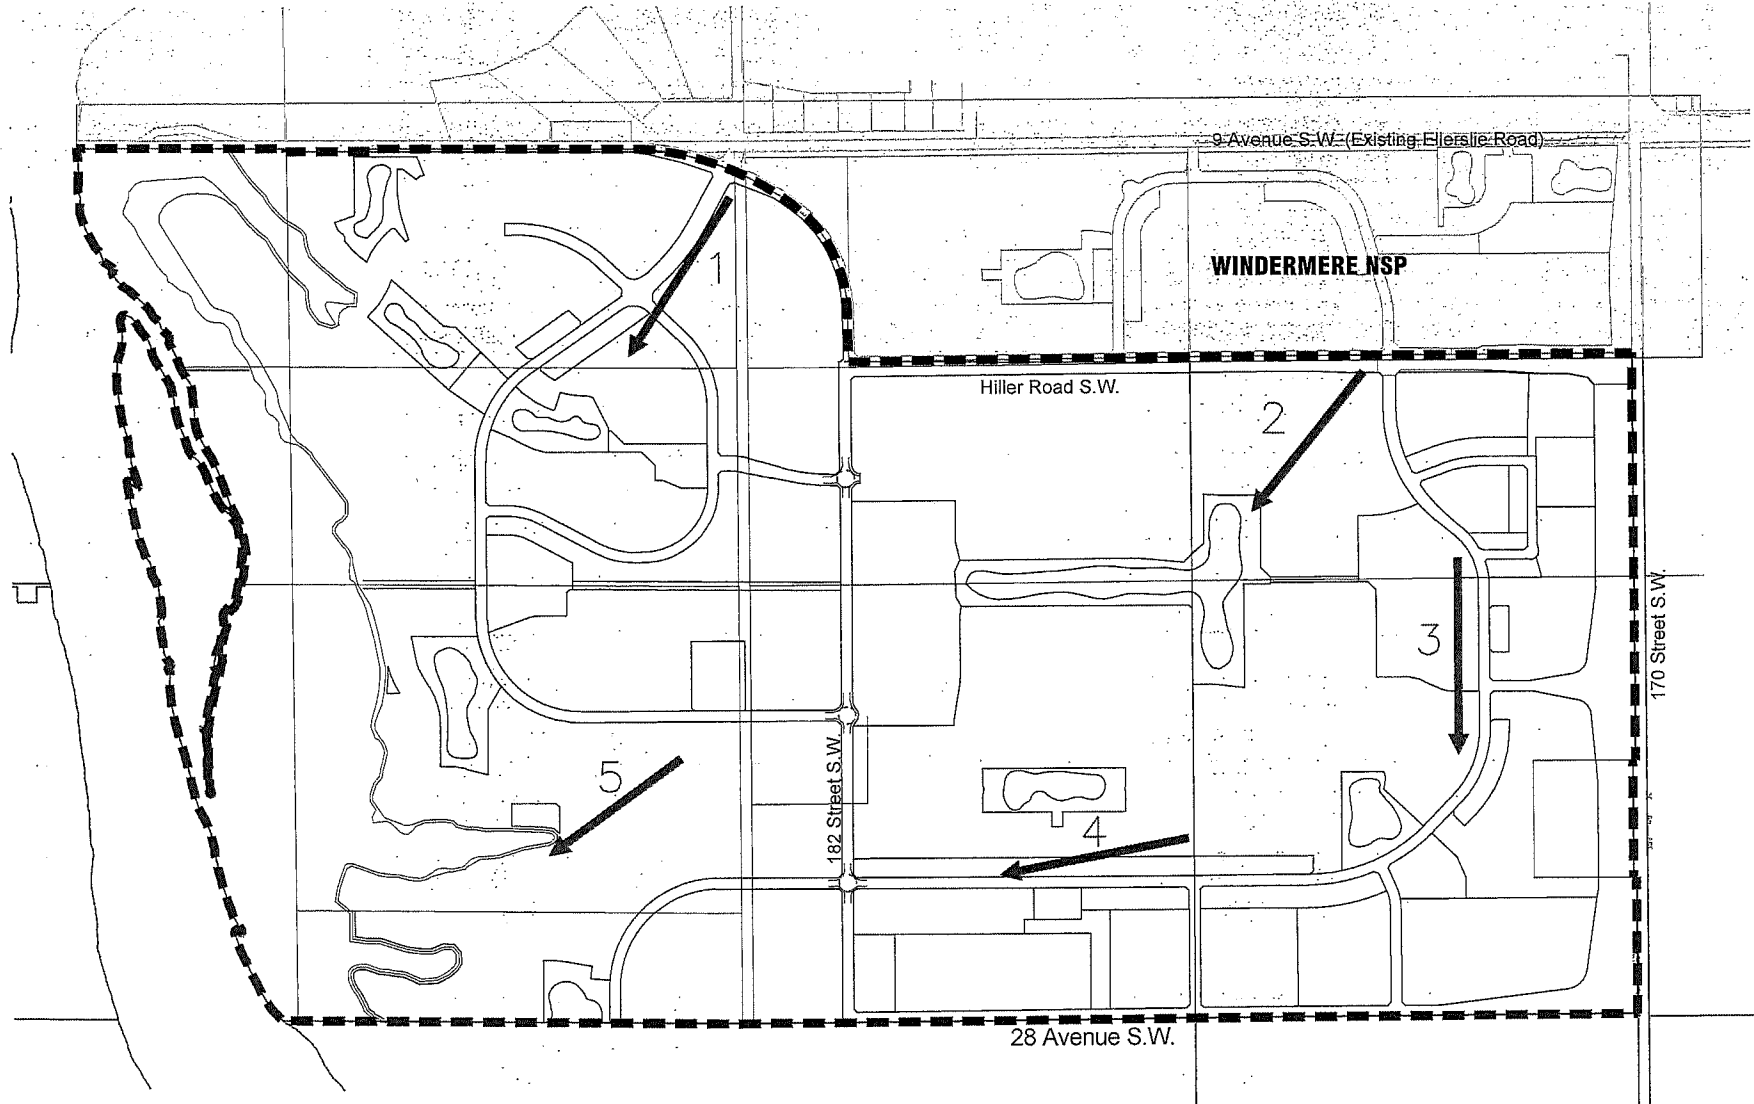 9 Avenue S.W. (Existing Ellerslie Road)
1
WINDERMERE NSP
Hiller Road S.W.
2
3
170 Street S.W.
5
182 Street S.W.
4
28 Avenue S.W.